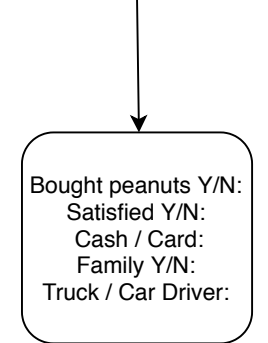 Bought peanuts Y/N:
Satisfied Y/N:
Cash / Card:
Family Y/N:
Truck / Car Driver: